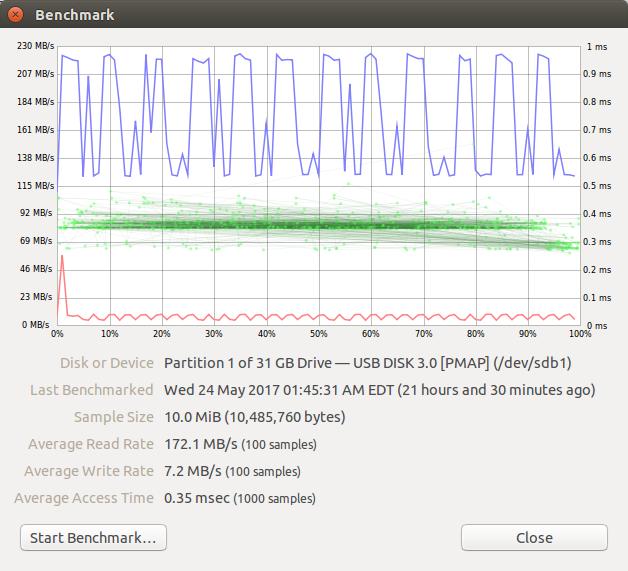 Benchmark
230 MB/s 1 ms
207 MB/s 0.9 ms
184 MB/s 0.8 ms
161 MB/s 0.7 ms
138 MB/s 0.6 ms
115 MB/s 0.5 ms
92 MB/s 0.4 ms
69 MB/s 0.3 ms
46 MB/s 0.2 ms
23 MB/s 0.1 ms
0 MB/s 0 ms
0% 10% 20% 30% 40% 50% 60% 70% 80% 90% 100%
Disk or Device Partition 1 of 31 GB Drive — USB DISK 3.0 [PMAP] (/dev/sdb1)
Last Benchmarked Wed 24 May 2017 01:45:31 AM EDT (21 hours and 30 minutes ago)
Sample Size 10.0 MiB (10,485,760 bytes)
Average Read Rate 172.1 MB/s (100 samples)
Average Write Rate 7.2 MB/s (100 samples)
Average Access Time 0.35 msec (1000 samples)
Start Benchmark... Close